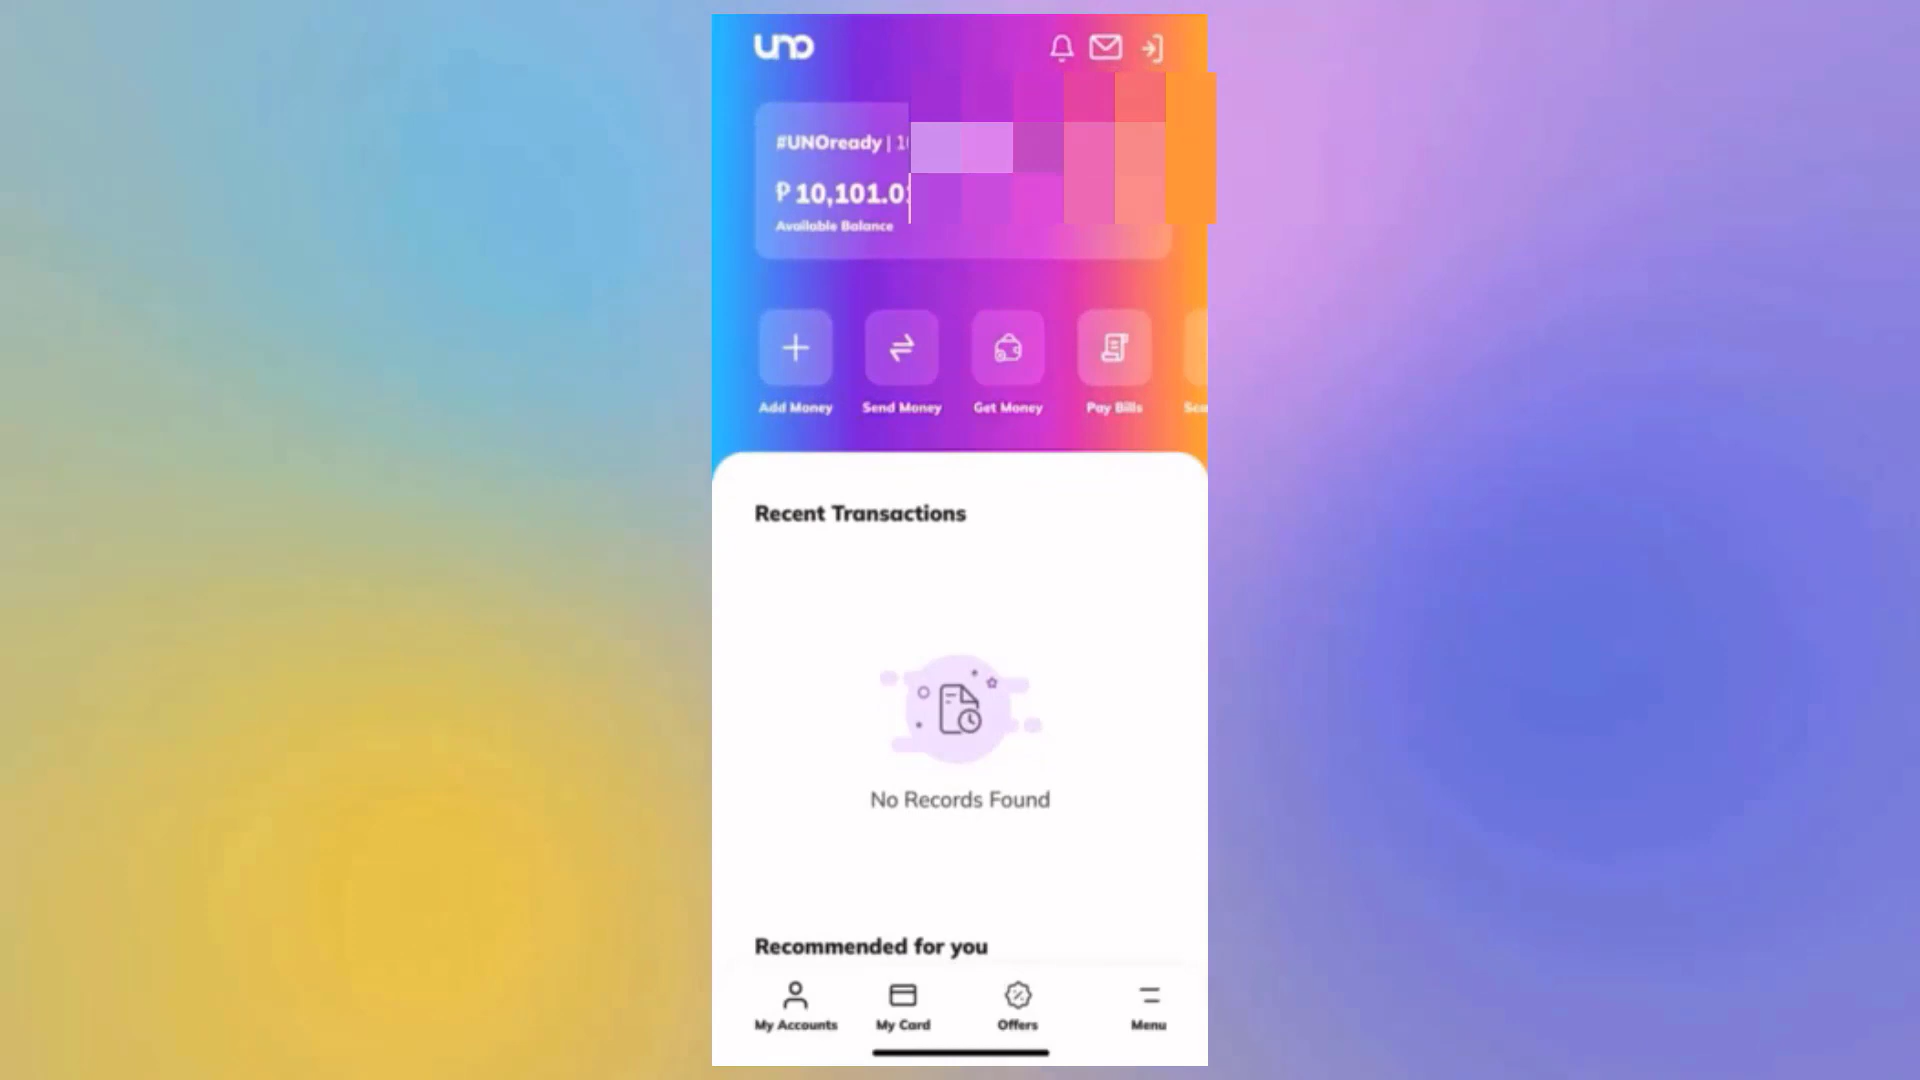 uno
#UNOready |
₱ 10,101.0
Available Balance
Add Money
Send Money
Get Money
Pay Bills
Recent Transactions
No Records Found
Recommended for you
My Accounts
My Card
Offers
Menu